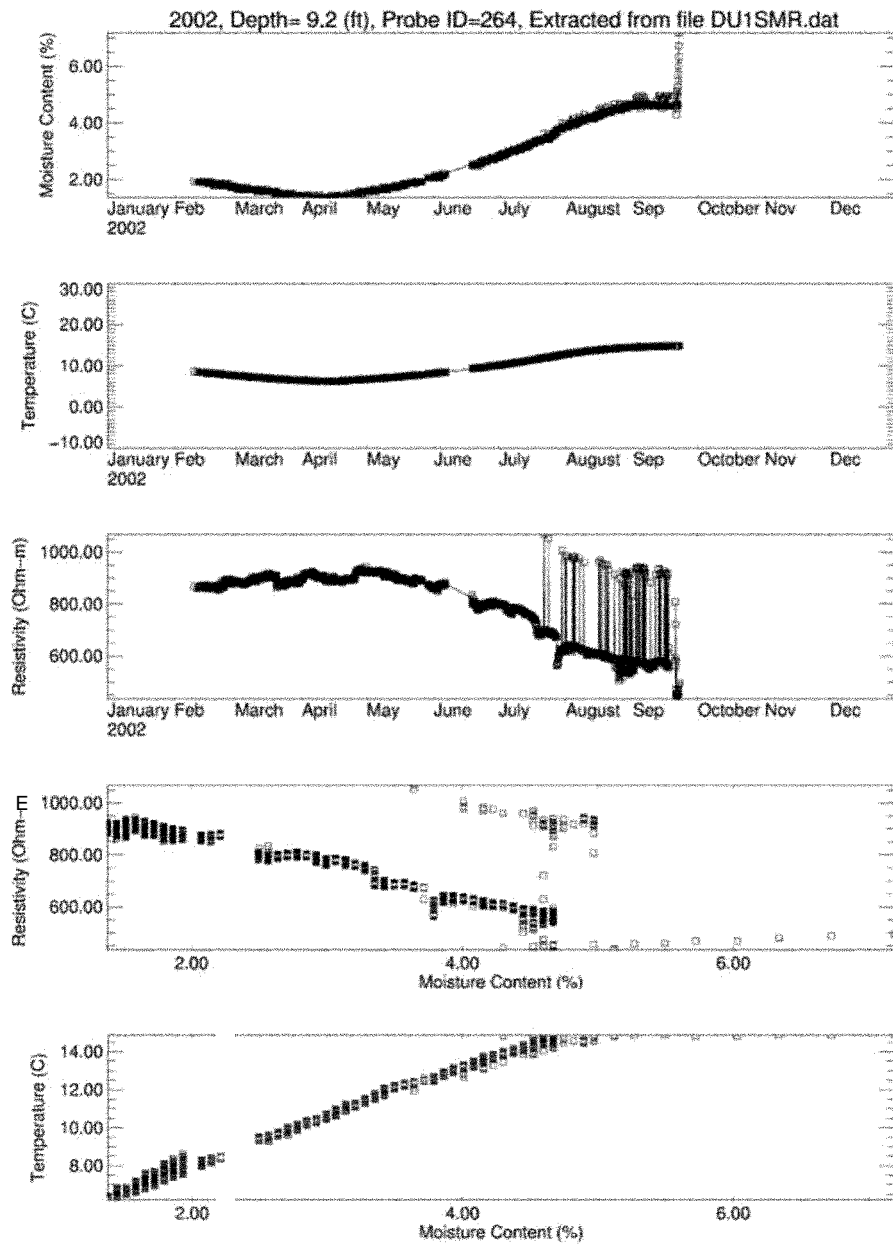 2002, Depth= 9.2 (ft), Probe ID=264, Extracted from file DU1SMR.dat
Moisture Content (%)
6.00
4.00
2.00
January Feb March April May June July August Sep October Nov Dec
2002
Temperature (C)
30.00
20.00
10.00
0.00
-10.00
January Feb March April May June July August Sep October Nov Dec
2002
Resistivity (Ohm-m)
1000.00
800.00
600.00
January Feb March April May June July August Sep October Nov Dec
2002
Resistivity (Ohm-m
1000.00
800.00
600.00
2.00 4.00 6.00
Moisture Content (%)
Temperature (C)
14.00
12.00
10.00
8.00
2.00 4.00 6.00
Moisture Content (%)